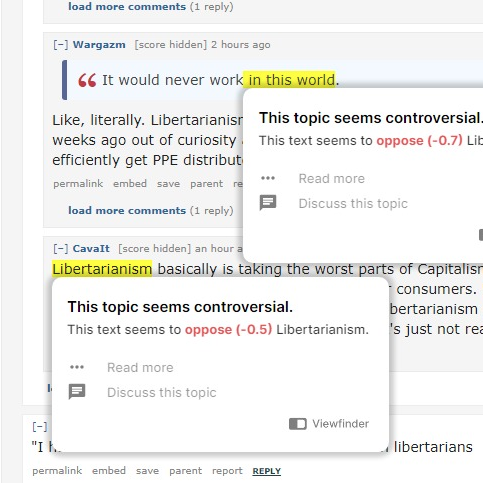 load more comments (1 reply)
[–] Wargazm [score hidden] 2 hours ago
“ It would never work in this world.
Like, literally. Libertarianism
weeks ago out of curiosity
efficiently get PPE distribut
permalink embed save parent re
load more comments (1 reply)
This topic seems controversial.
This text seems to oppose (-0.7) Lib
Read more
Discuss this topic
[–] CavaIt [score hidden] an hour a
Libertarianism basically is taking the worst parts of Capitalism
consumers.
bertarianism
's just not rea
This topic seems controversial.
This text seems to oppose (-0.5) Libertarianism.
Read more
Discuss this topic
Viewfinder
[–]
"I h libertarians
permalink embed save parent report REPLY